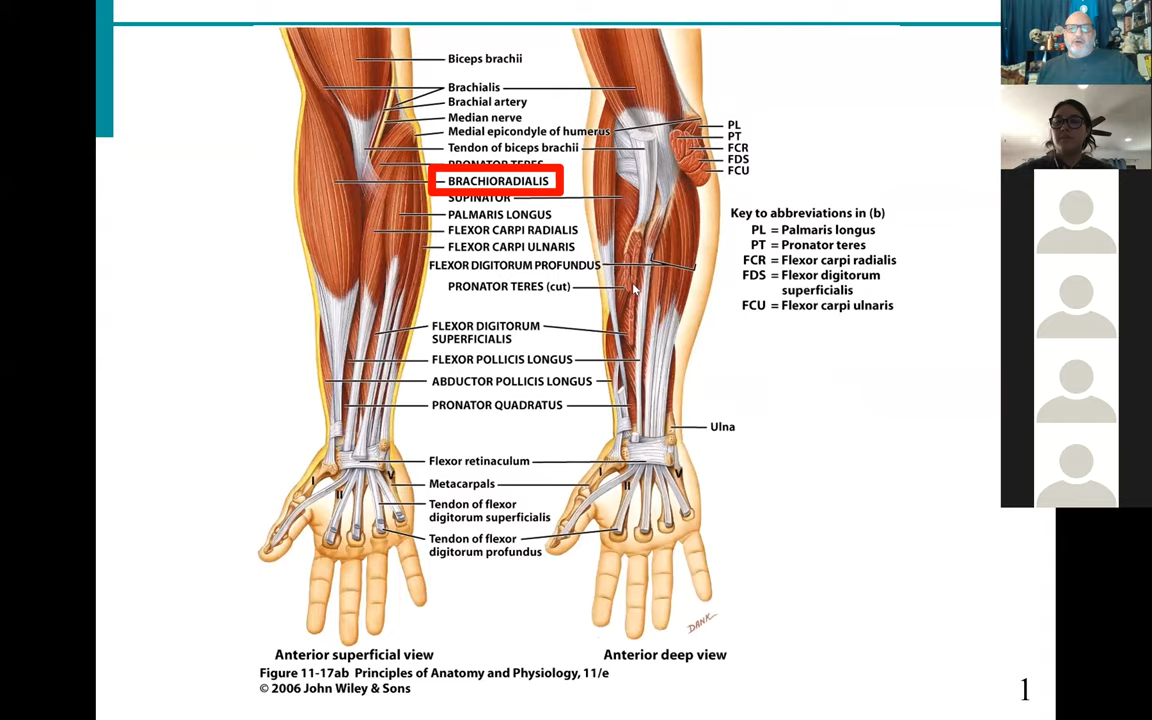 Biceps brachii
Brachialis
Brachial artery
Median nerve
Medial epicondyle of humerus
Tendon of biceps brachii
PRONATOR TERES
BRACHIORADIALIS
SUPINATOR
PALMARIS LONGUS
FLEXOR CARPI RADIALIS
FLEXOR CARPI ULNARIS
FLEXOR DIGITORUM PROFUNDUS
PRONATOR TERES (cut)
FLEXOR DIGITORUM
SUPERFICIALIS
FLEXOR POLLICIS LONGUS
ABDUCTOR POLLICIS LONGUS
PRONATOR QUADRATUS
Flexor retinaculum
Metacarpals
Tendon of flexor
digitorum superficialis
Tendon of flexor
digitorum profundus
I
II
V
I
II
V
PL
PT
FCR
FDS
FCU
Key to abbreviations in (b)
PL = Palmaris longus
PT = Pronator teres
FCR = Flexor carpi radialis
FDS = Flexor digitorum
superficialis
FCU = Flexor carpi ulnaris
Ulna
DANK
Anterior superficial view
Anterior deep view
Figure 11-17ab Principles of Anatomy and Physiology, 11/e
© 2006 John Wiley & Sons
1